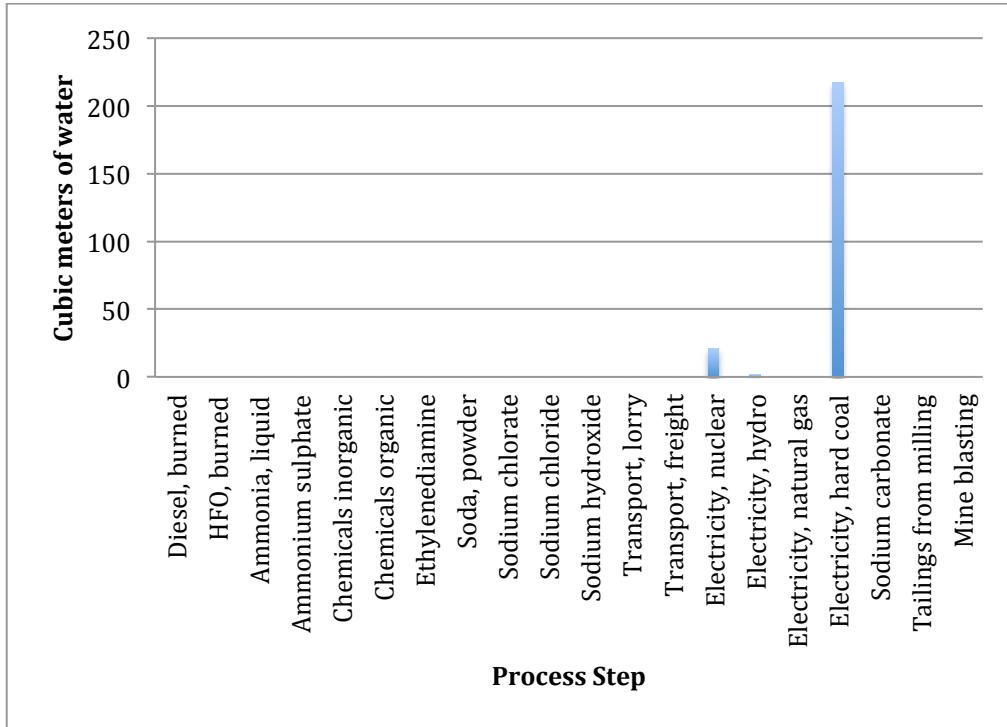 250
200
150
100
50
0
Cubic meters of water
Diesel, burned
HFO, burned
Ammonia, liquid
Ammonium sulphate
Chemicals inorganic
Chemicals organic
Ethylenediamine
Soda, powder
Sodium chlorate
Sodium chloride
Sodium hydroxide
Transport, lorry
Transport, freight
Electricity, nuclear
Electricity, hydro
Electricity, natural gas
Electricity, hard coal
Sodium carbonate
Tailings from milling
Mine blasting
Process Step